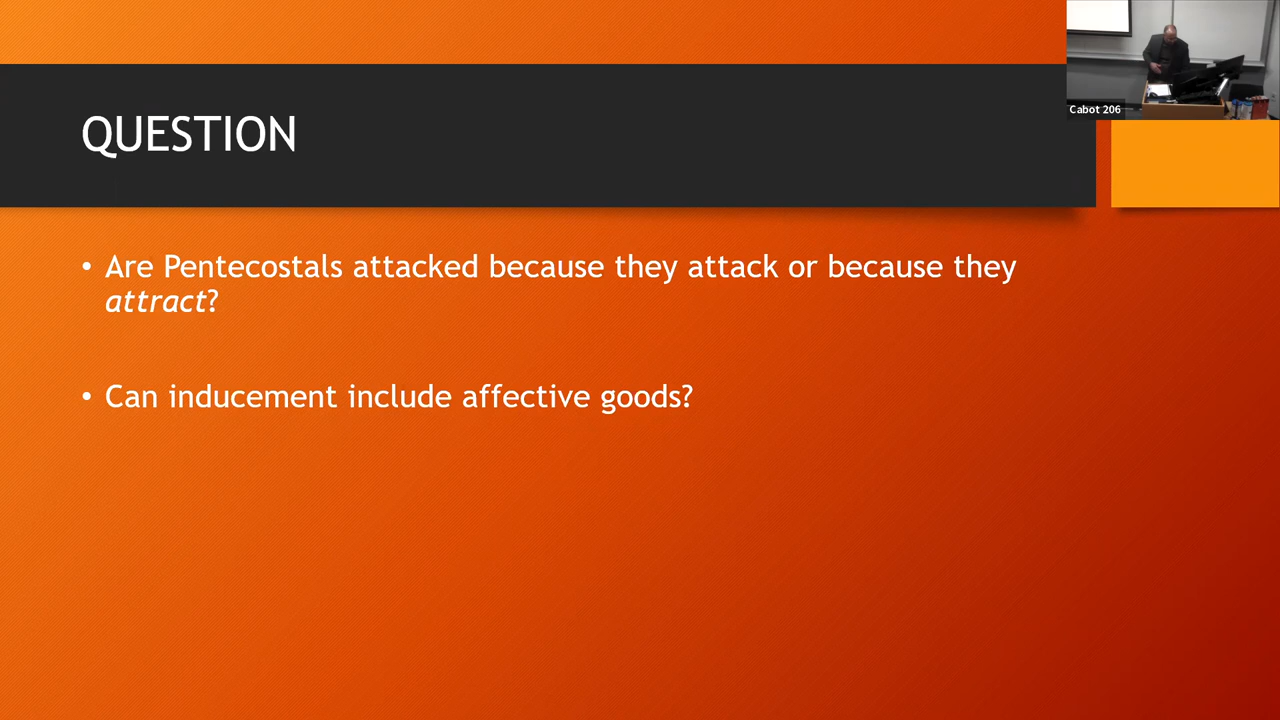 QUESTION
Cabot 206
• Are Pentecostals attacked because they attack or because they
attract?
• Can inducement include affective goods?